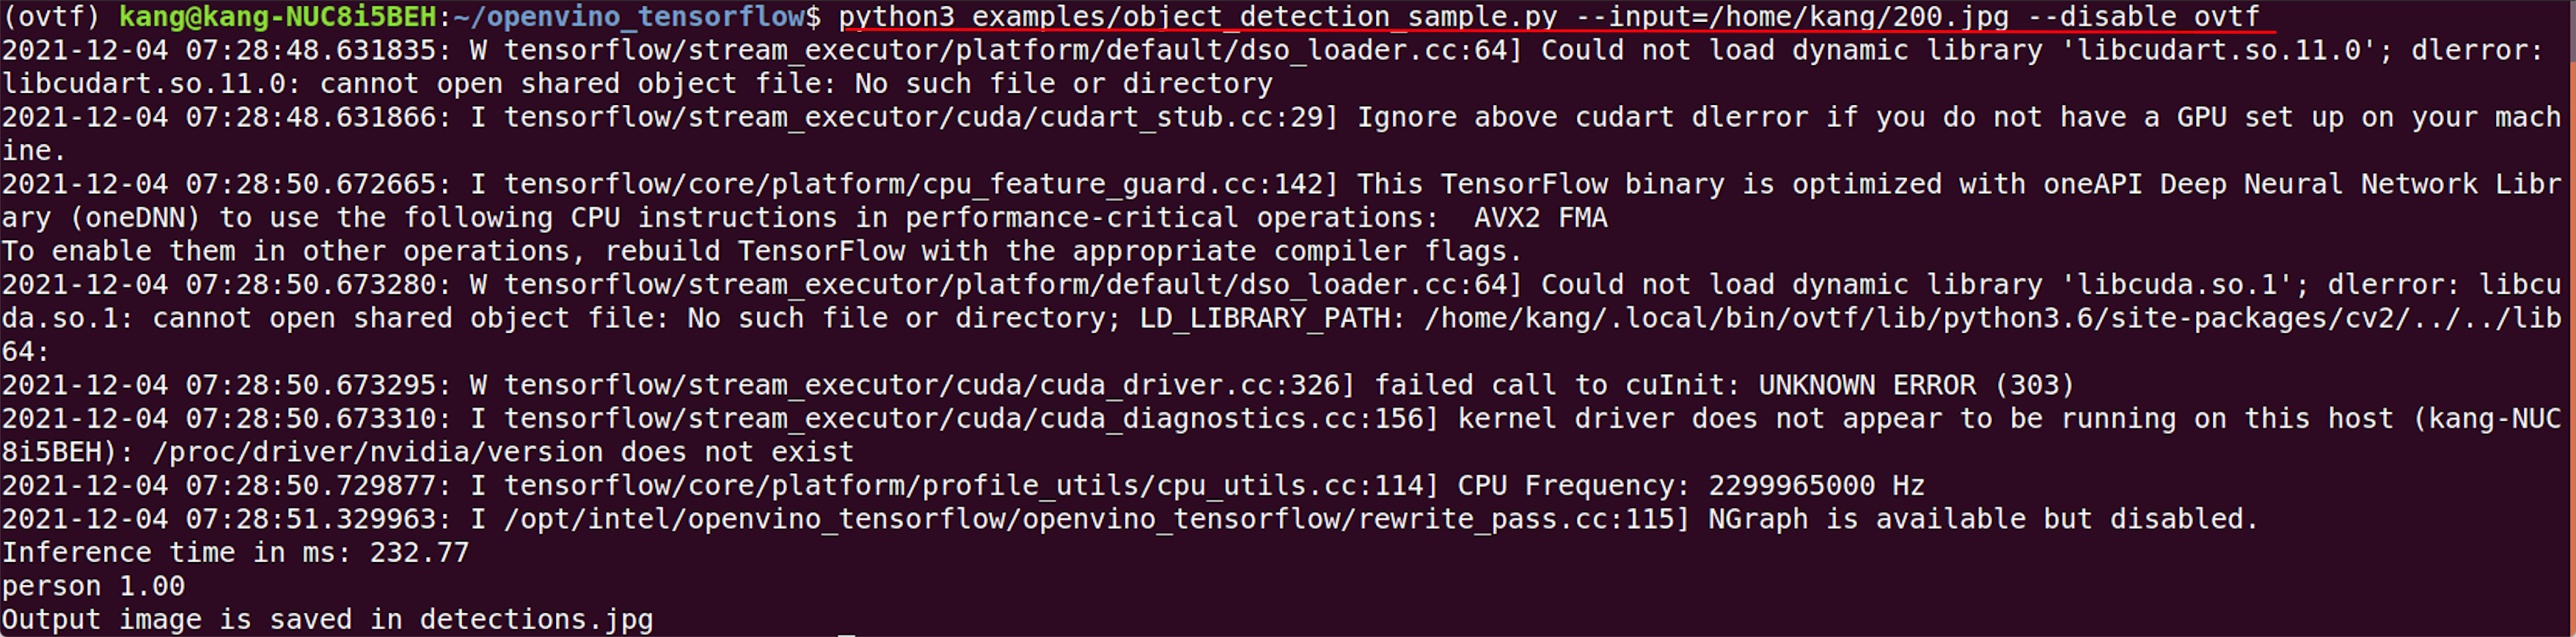 (ovtf) kang@kang-NUC8i5BEH:~/openvino_tensorflow$ python3 examples/object_detection_sample.py --input=/home/kang/200.jpg --disable_ovtf
2021-12-04 07:28:48.631835: W tensorflow/stream_executor/platform/default/dso_loader.cc:64] Could not load dynamic library 'libcudart.so.11.0'; dlerror:
libcudart.so.11.0: cannot open shared object file: No such file or directory
2021-12-04 07:28:48.631866: I tensorflow/stream_executor/cuda/cudart_stub.cc:29] Ignore above cudart dlerror if you do not have a GPU set up on your mach
ine.
2021-12-04 07:28:50.672665: I tensorflow/core/platform/cpu_feature_guard.cc:142] This TensorFlow binary is optimized with oneAPI Deep Neural Network Libr
ary (oneDNN) to use the following CPU instructions in performance-critical operations:  AVX2 FMA
To enable them in other operations, rebuild TensorFlow with the appropriate compiler flags.
2021-12-04 07:28:50.673280: W tensorflow/stream_executor/platform/default/dso_loader.cc:64] Could not load dynamic library 'libcuda.so.1'; dlerror: libcu
da.so.1: cannot open shared object file: No such file or directory; LD_LIBRARY_PATH: /home/kang/.local/bin/ovtf/lib/python3.6/site-packages/cv2/../../lib
64:
2021-12-04 07:28:50.673295: W tensorflow/stream_executor/cuda/cuda_driver.cc:326] failed call to cuInit: UNKNOWN ERROR (303)
2021-12-04 07:28:50.673310: I tensorflow/stream_executor/cuda/cuda_diagnostics.cc:156] kernel driver does not appear to be running on this host (kang-NUC
8i5BEH): /proc/driver/nvidia/version does not exist
2021-12-04 07:28:50.729877: I tensorflow/core/platform/profile_utils/cpu_utils.cc:114] CPU Frequency: 2299965000 Hz
2021-12-04 07:28:51.329963: I /opt/intel/openvino_tensorflow/openvino_tensorflow/rewrite_pass.cc:115] NGraph is available but disabled.
Inference time in ms: 232.77
person 1.00
Output image is saved in detections.jpg